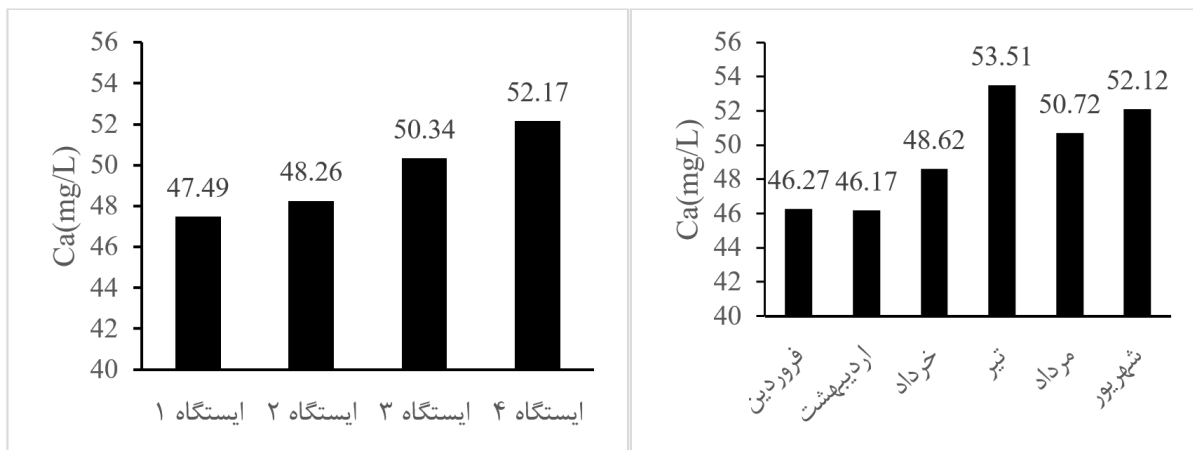 Ca(mg/L)
56
54
52
50
48
46
44
42
40
47.49
48.26
50.34
52.17
ایستگاه ۱
ایستگاه ۲
ایستگاه ۳
ایستگاه ۴
Ca(mg/L)
56
54
52
50
48
46
44
42
40
46.27
46.17
48.62
53.51
50.72
52.12
فروردین
اردیبهشت
خرداد
تیر
مرداد
شهریور